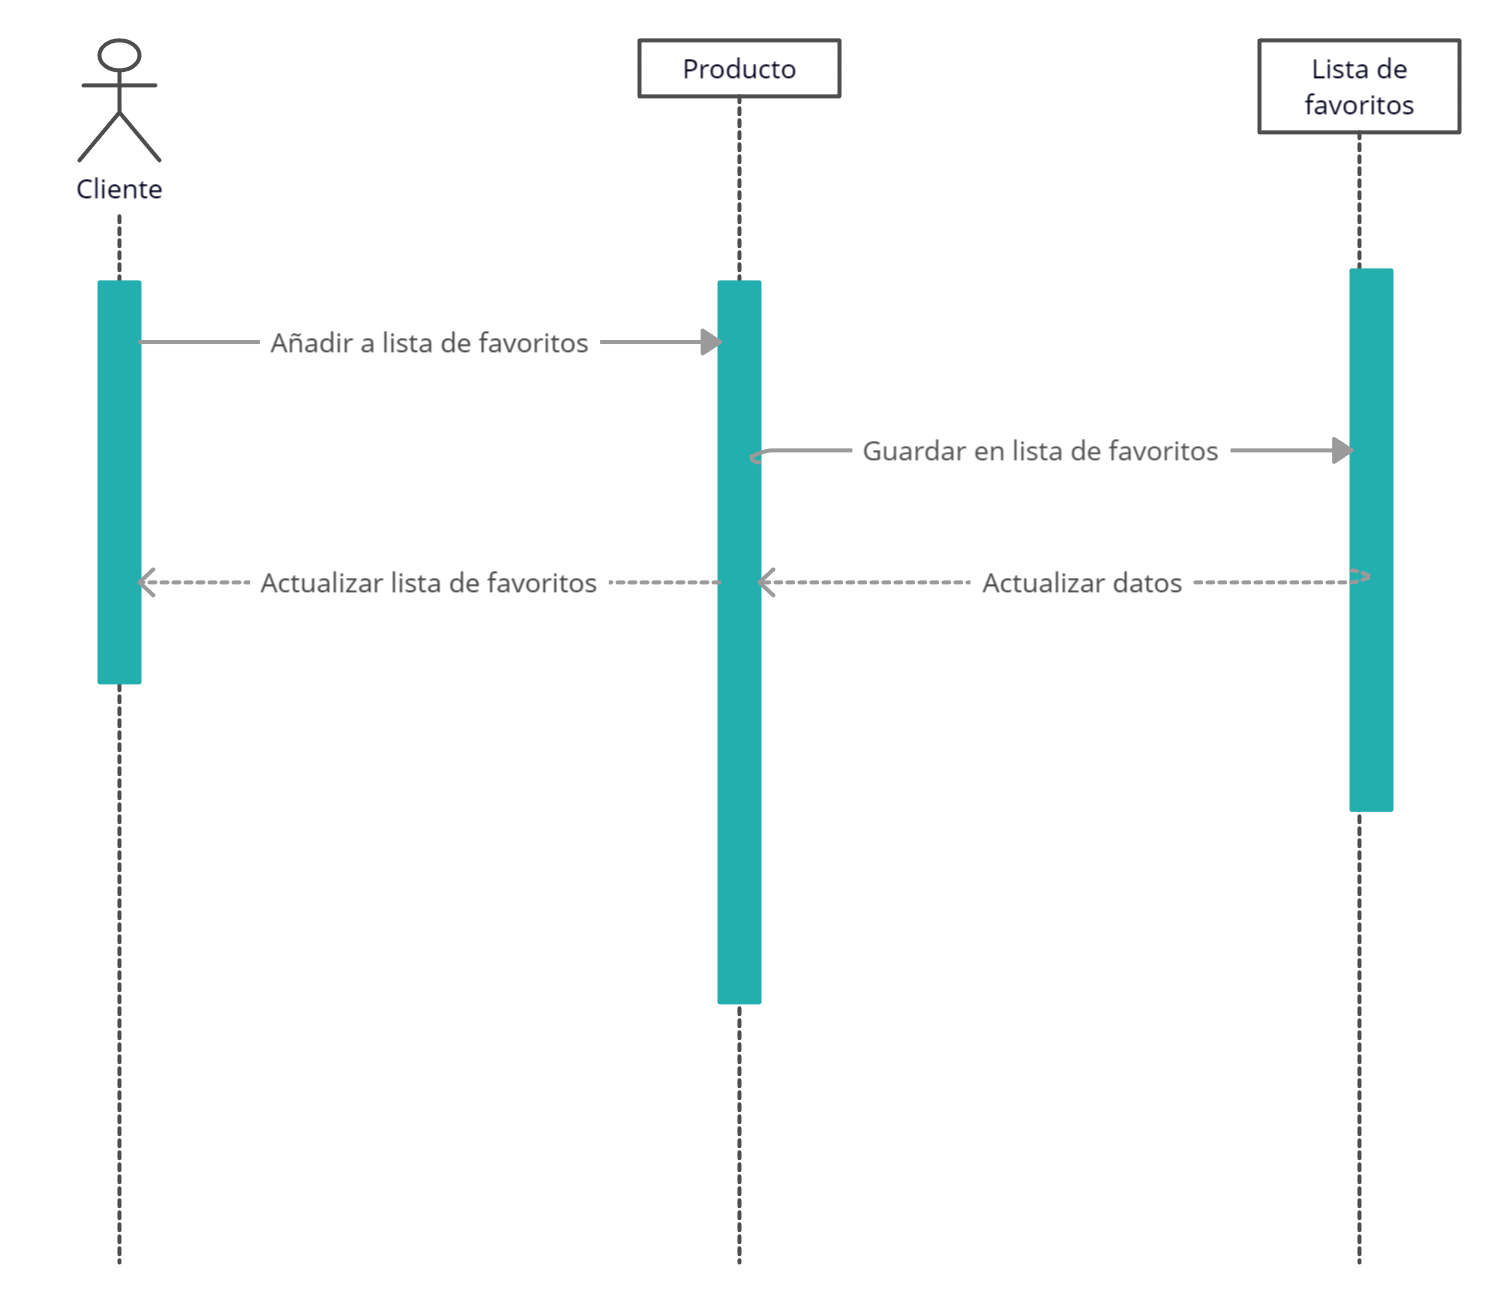 Producto
Lista de
favoritos
Cliente
Añadir a lista de favoritos
Guardar en lista de favoritos
Actualizar lista de favoritos
Actualizar datos